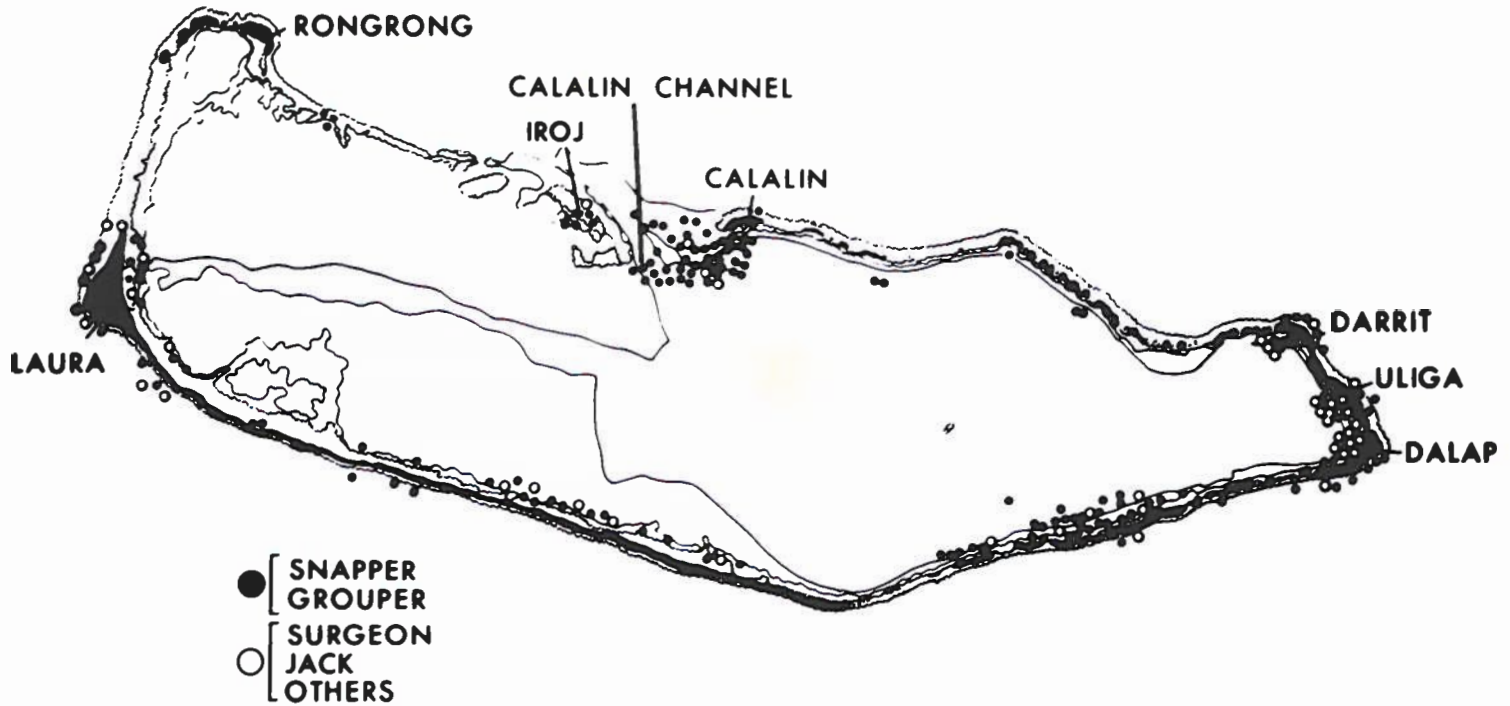 RONGRONG
CALALIN CHANNEL
IROJ
CALALIN
DARRIT
LAURA
ULIGA
DALAP
SNAPPER
GROUPER
SURGEON
JACK
OTHERS